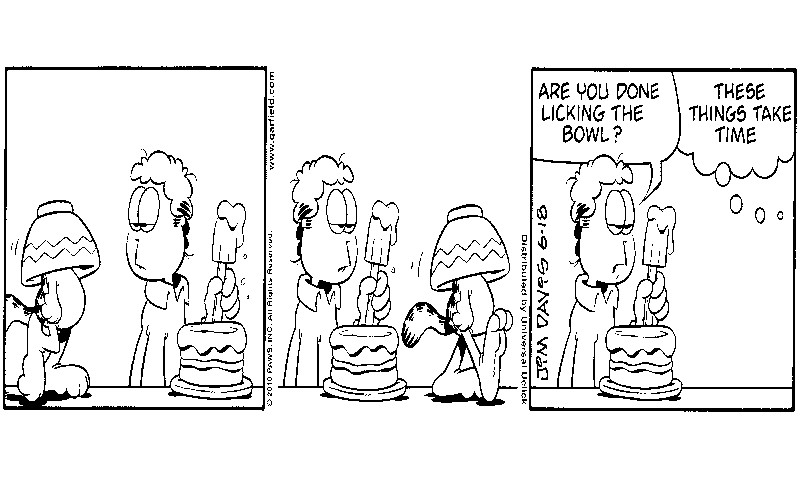 www.garfield.com
© 2010 PAWS, INC. All Rights Reserved.
Distributed by Universal Uclick
JIM DAVIS 6-18
ARE YOU DONE
LICKING THE
BOWL?
THESE
THINGS TAKE
TIME